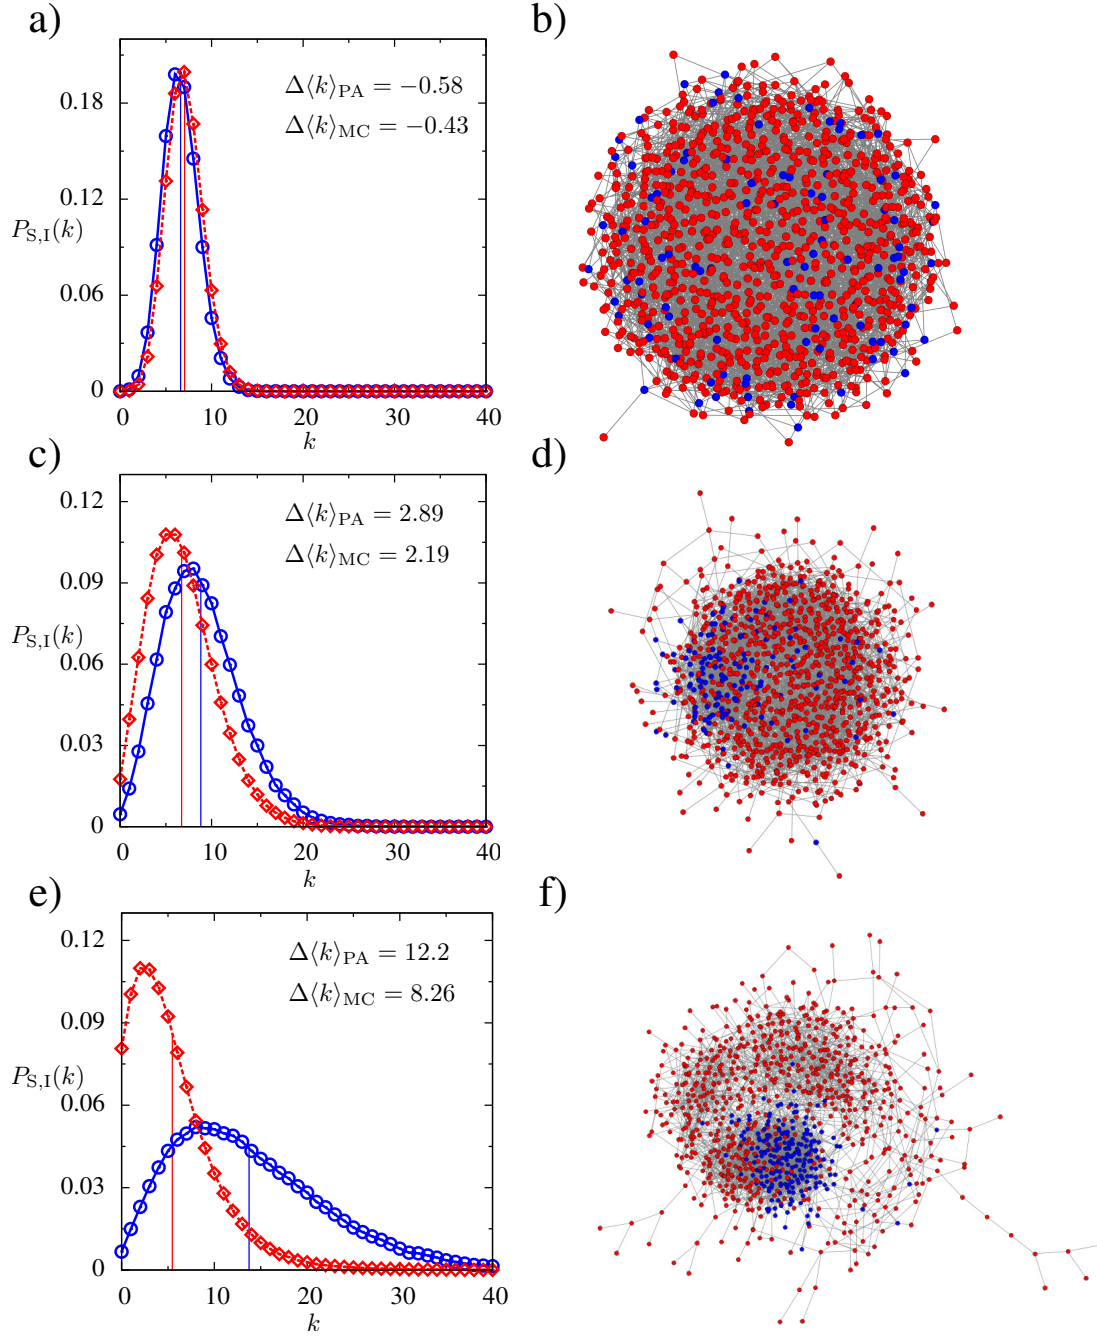 a)
b)
0.18
0.12
P_{S,I}(k)
0.06
0
0 10 20 30 40
k
Δ⟨k⟩_{PA} = −0.58
Δ⟨k⟩_{MC} = −0.43
c)
d)
0.12
0.09
P_{S,I}(k)
0.06
0.03
0
0 10 20 30 40
k
Δ⟨k⟩_{PA} = 2.89
Δ⟨k⟩_{MC} = 2.19
e)
f)
0.12
0.09
P_{S,I}(k)
0.06
0.03
0
0 10 20 30 40
k
Δ⟨k⟩_{PA} = 12.2
Δ⟨k⟩_{MC} = 8.26